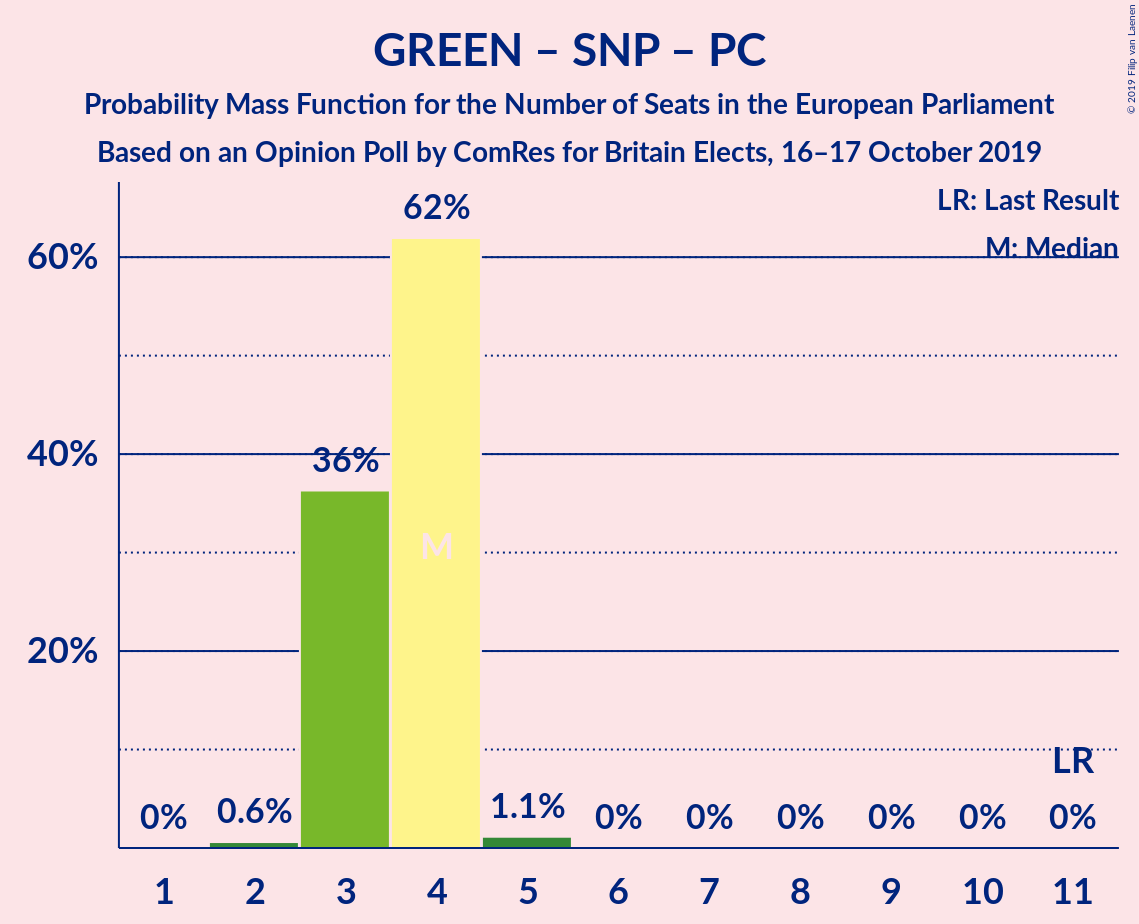 GREEN – SNP – PC
Probability Mass Function for the Number of Seats in the European Parliament
Based on an Opinion Poll by ComRes for Britain Elects, 16–17 October 2019
© 2019 Filip van Laenen
LR: Last Result
M: Median
60%
40%
20%
0%
0.6%
36%
62%
M
1.1%
0%
0%
0%
0%
0%
LR
0%
1 2 3 4 5 6 7 8 9 10 11